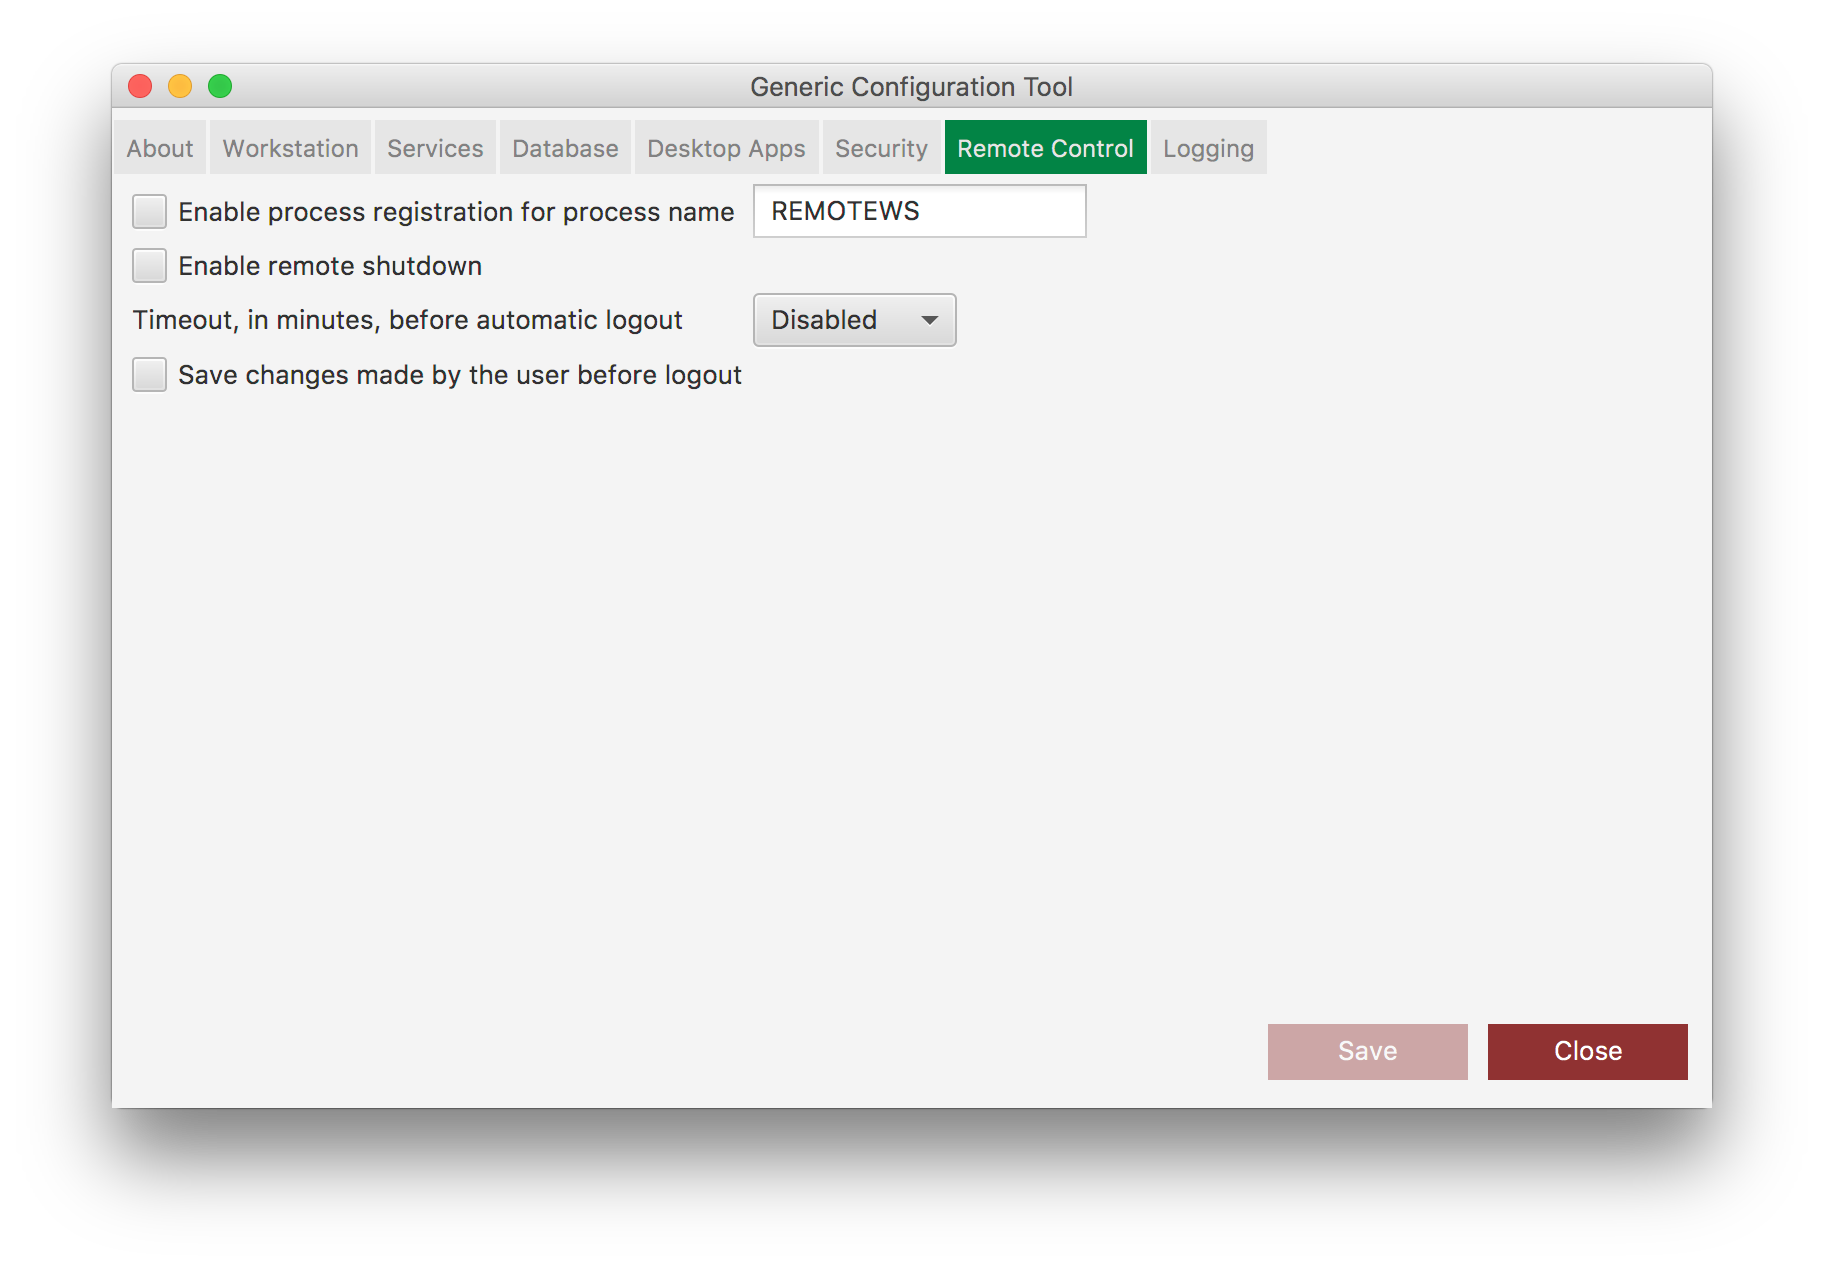 Generic Configuration Tool
About Workstation Services Database Desktop Apps Security Remote Control Logging
Enable process registration for process name REMOTEWS
Enable remote shutdown
Timeout, in minutes, before automatic logout Disabled
Save changes made by the user before logout
Save Close